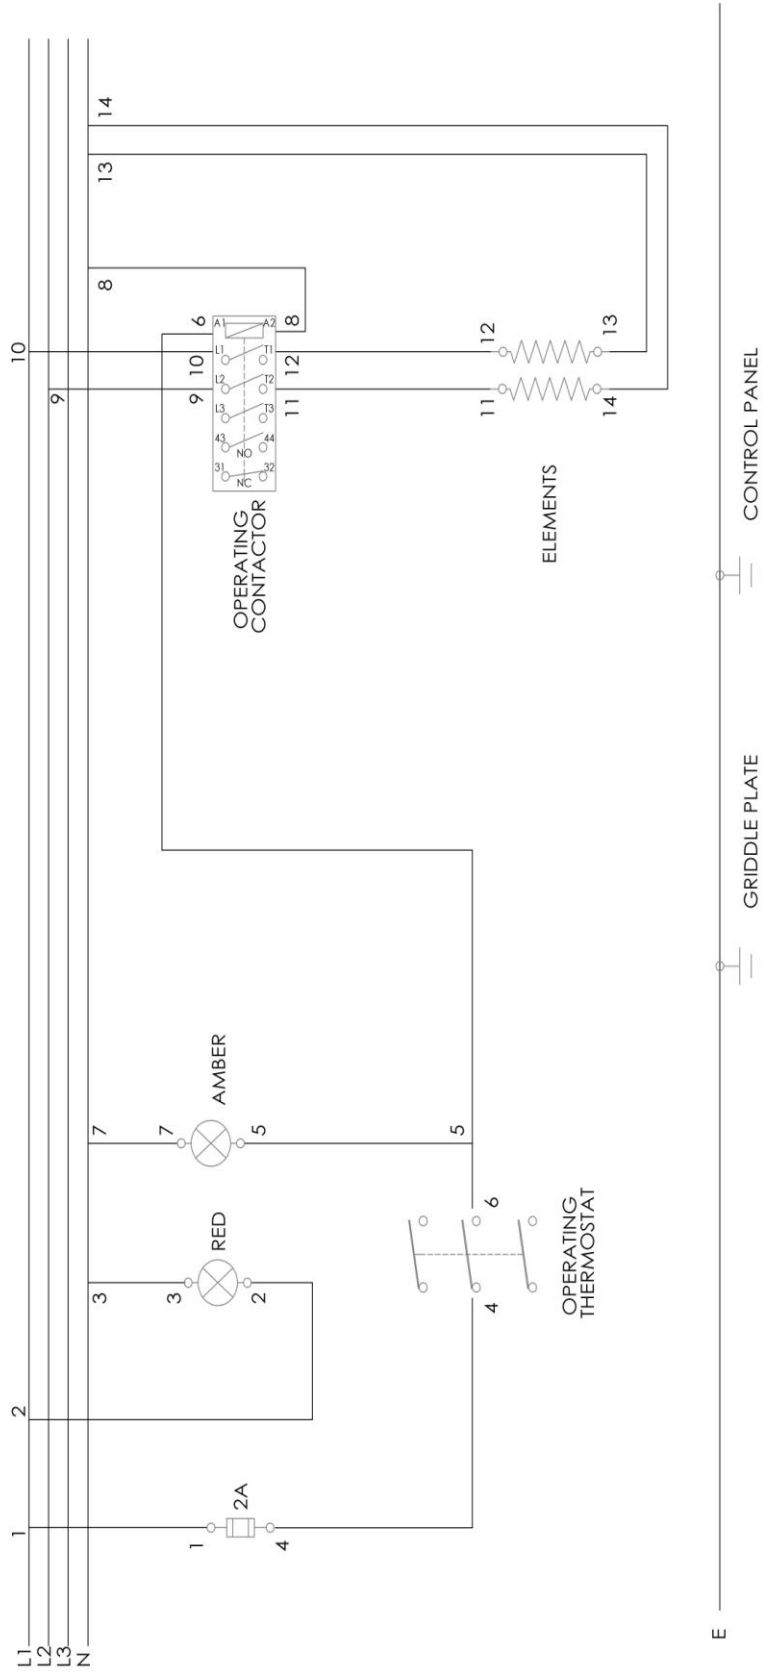 L1
L2
L3
N
1
2
10
9
3
7
8
13
14
1
2A
4
3
RED
2
7
AMBER
5
5
4
6
OPERATING
THERMOSTAT
9
10
6
31
43
L3
L2
L1
A1
NC
NO
32
44
T3
T2
T1
A2
11
12
8
OPERATING
CONTACTOR
11
12
ELEMENTS
14
13
E
GRIDDLE PLATE
CONTROL PANEL